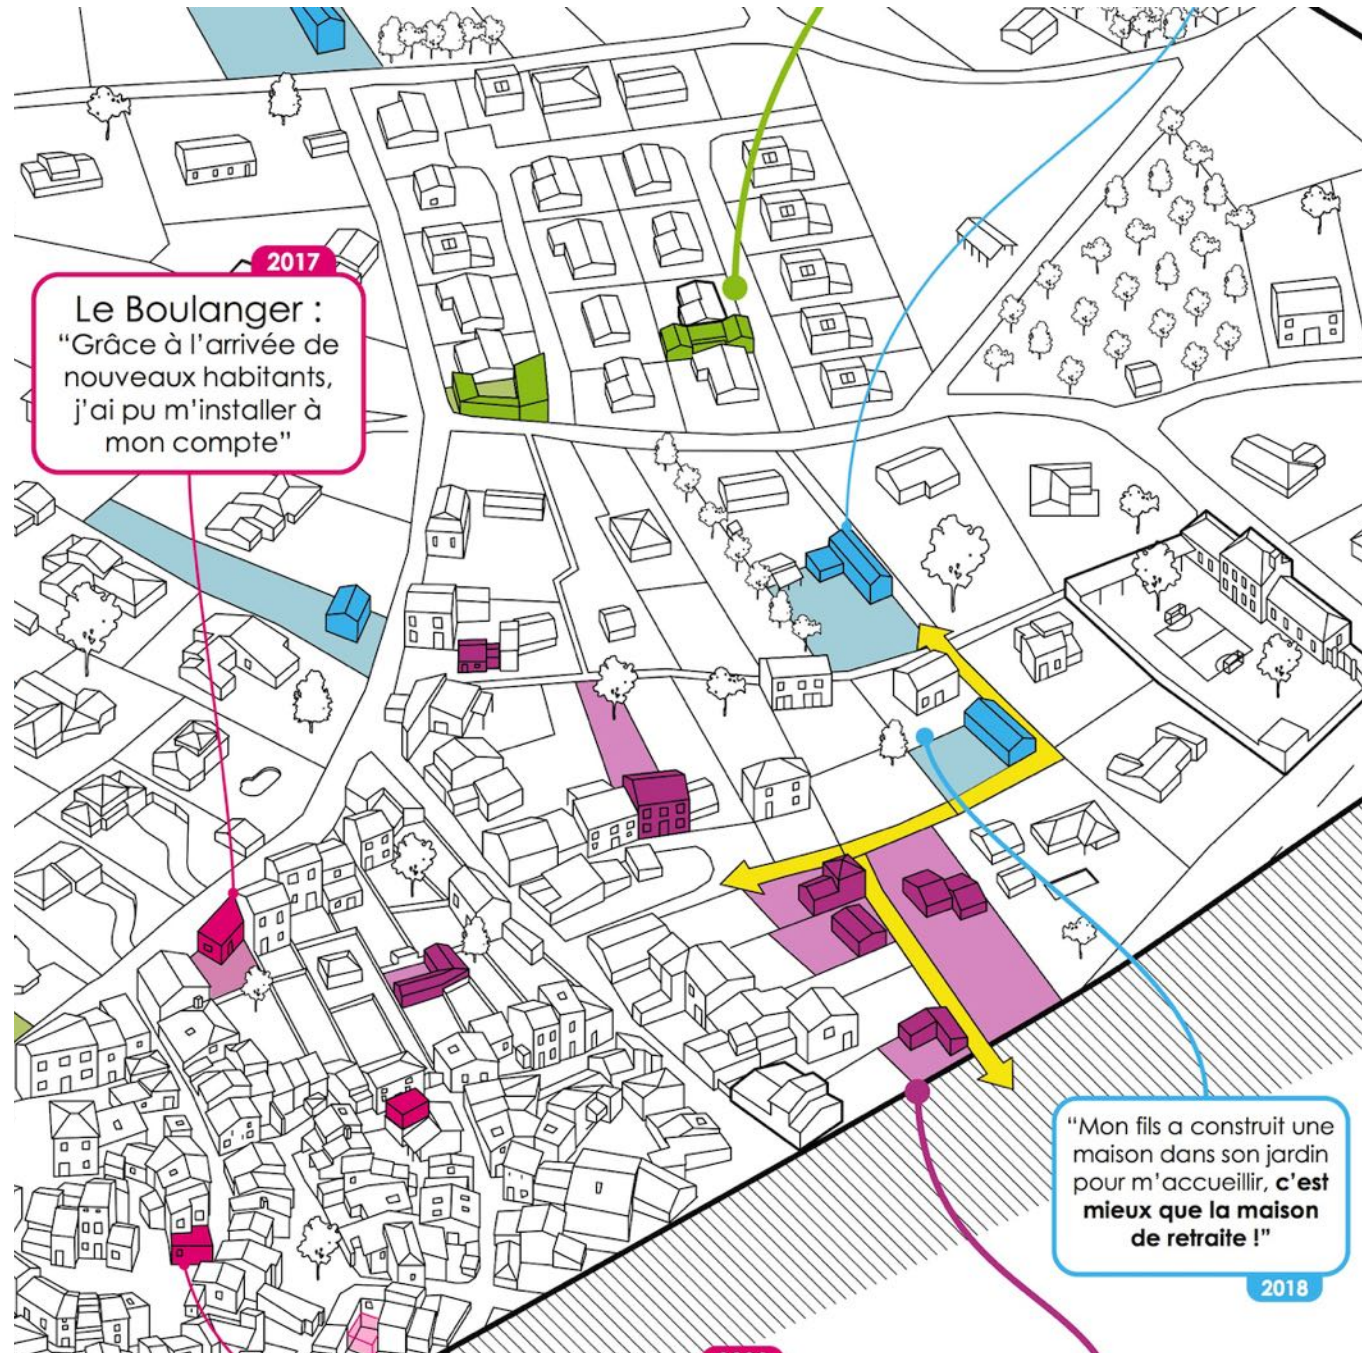 2017
Le Boulanger :
“Grâce à l’arrivée de
nouveaux habitants,
j’ai pu m’installer à
mon compte”
“Mon fils a construit une
maison dans son jardin
pour m’accueillir, c’est
mieux que la maison
de retraite !”
2018